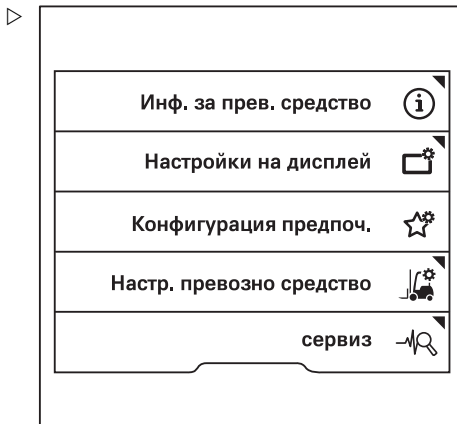 Инф. за прев. средство
Настройки на дисплей
Конфигурация предпоч.
Настр. превозно средство
сервиз